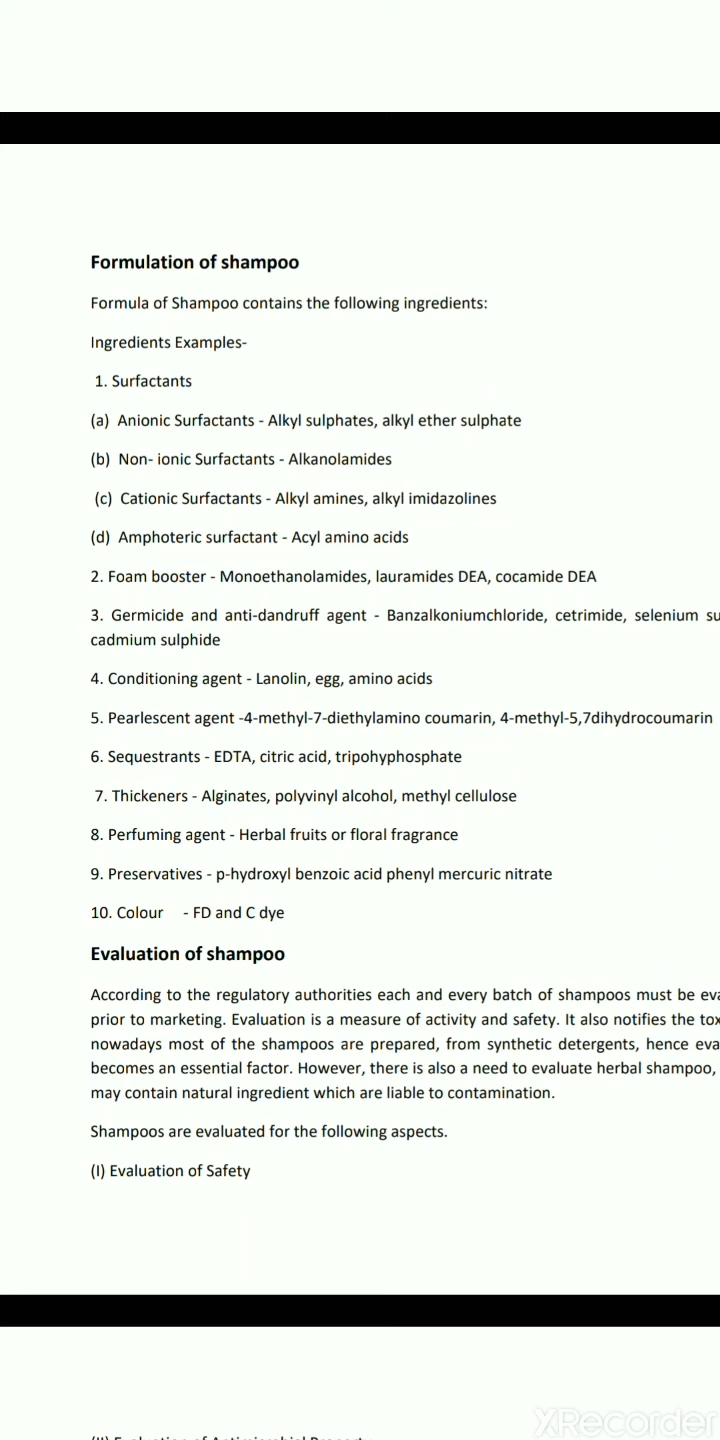 Formulation of shampoo
Formula of Shampoo contains the following ingredients:
Ingredients Examples-
1. Surfactants
(a) Anionic Surfactants - Alkyl sulphates, alkyl ether sulphate
(b) Non- ionic Surfactants - Alkanolamides
(c) Cationic Surfactants - Alkyl amines, alkyl imidazolines
(d) Amphoteric surfactant - Acyl amino acids
2. Foam booster - Monoethanolamides, lauramides DEA, cocamide DEA
3. Germicide and anti-dandruff agent - Banzalkoniumchloride, cetrimide, selenium su
cadmium sulphide
4. Conditioning agent - Lanolin, egg, amino acids
5. Pearlescent agent -4-methyl-7-diethylamino coumarin, 4-methyl-5,7dihydrocoumarin
6. Sequestrants - EDTA, citric acid, tripohyphosphate
7. Thickeners - Alginates, polyvinyl alcohol, methyl cellulose
8. Perfuming agent - Herbal fruits or floral fragrance
9. Preservatives - p-hydroxyl benzoic acid phenyl mercuric nitrate
10. Colour - FD and C dye
Evaluation of shampoo
According to the regulatory authorities each and every batch of shampoos must be eva
prior to marketing. Evaluation is a measure of activity and safety. It also notifies the tox
nowadays most of the shampoos are prepared, from synthetic detergents, hence eva
becomes an essential factor. However, there is also a need to evaluate herbal shampoo,
may contain natural ingredient which are liable to contamination.
Shampoos are evaluated for the following aspects.
(I) Evaluation of Safety
XRecorder